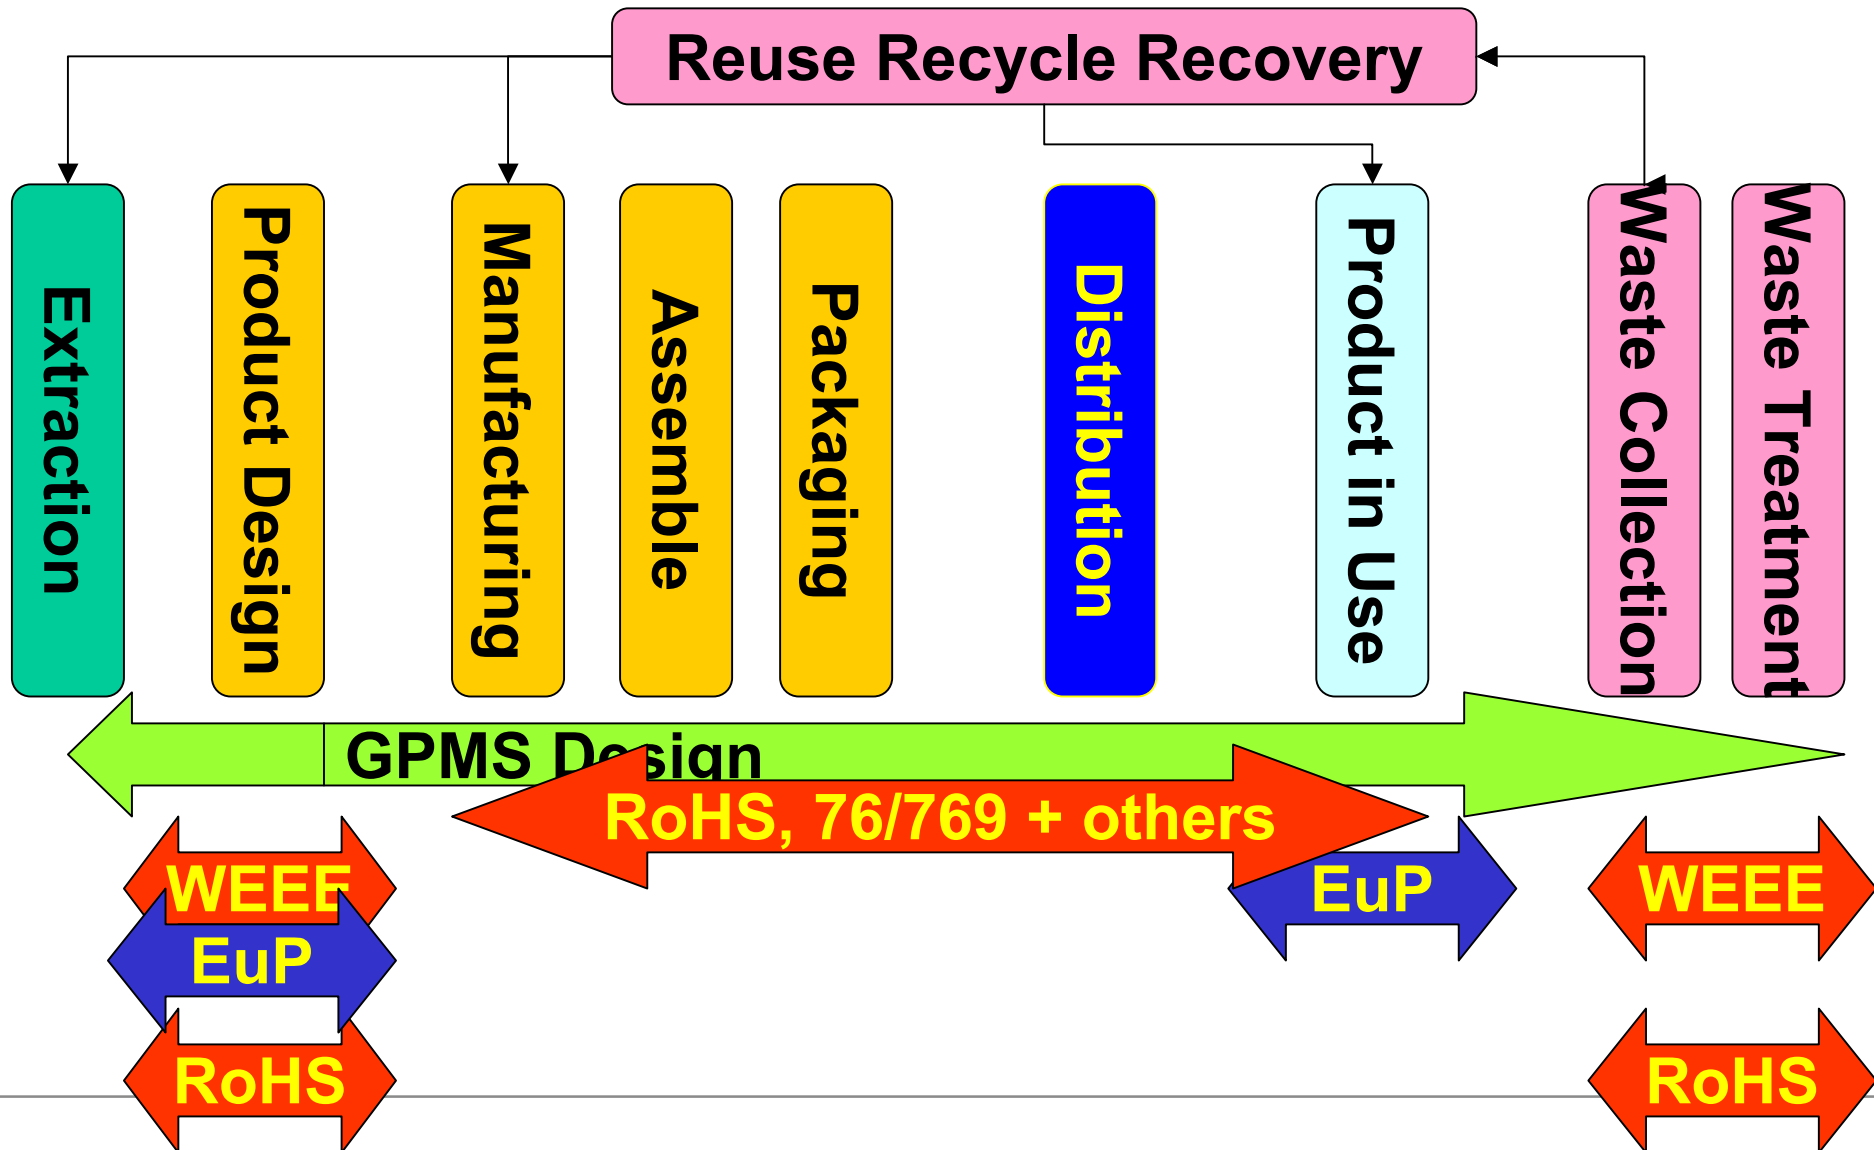 Reuse Recycle Recovery
Extraction
Product Design
Manufacturing
Assemble
Packaging
Distribution
Product in Use
Waste Collection
Waste Treatment
GPMS Design
RoHS, 76/769 + others
WEEE
EuP
WEEE
EuP
RoHS
RoHS